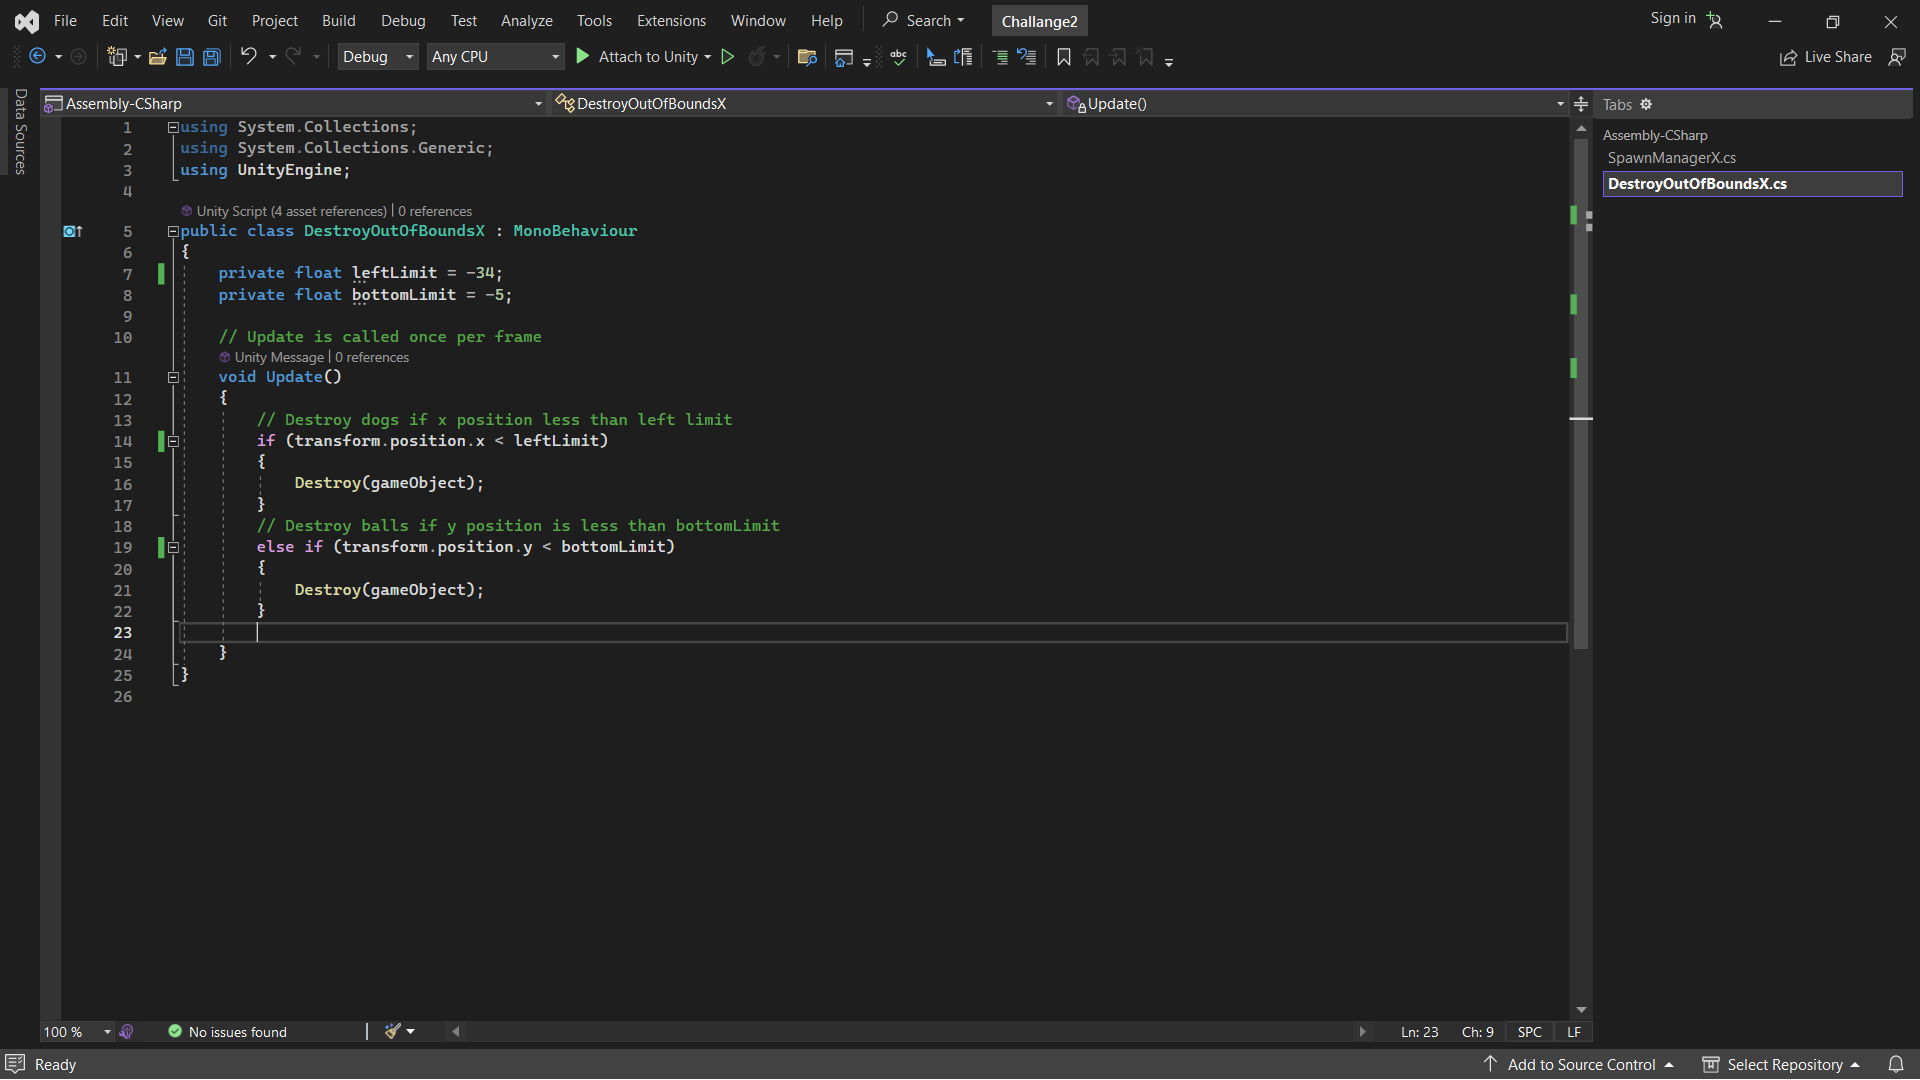 File Edit View Git Project Build Debug Test Analyze Tools Extensions Window Help Search Challange2 Sign in
Debug Any CPU Attach to Unity Live Share
Data Sources
Assembly-CSharp DestroyOutOfBoundsX Update() Tabs
Assembly-CSharp
SpawnManagerX.cs
DestroyOutOfBoundsX.cs
1 using System.Collections;
2 using System.Collections.Generic;
3 using UnityEngine;
4
Unity Script (4 asset references) | 0 references
5 public class DestroyOutOfBoundsX : MonoBehaviour
6 {
7 private float leftLimit = -34;
8 private float bottomLimit = -5;
9
10 // Update is called once per frame
Unity Message | 0 references
11 void Update()
12 {
13 // Destroy dogs if x position less than left limit
14 if (transform.position.x < leftLimit)
15 {
16 Destroy(gameObject);
17 }
18 // Destroy balls if y position is less than bottomLimit
19 else if (transform.position.y < bottomLimit)
20 {
21 Destroy(gameObject);
22 }
23
24 }
25 }
26
100 % No issues found Ln: 23 Ch: 9 SPC LF
Ready Add to Source Control Select Repository